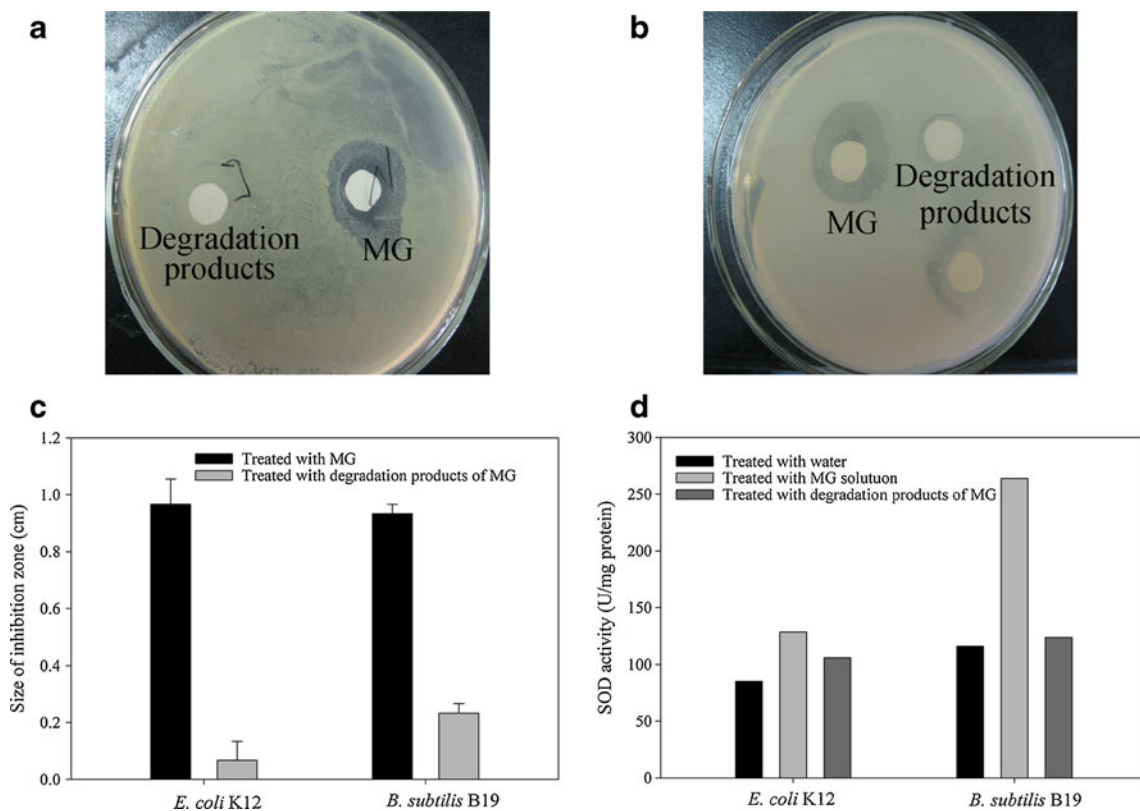 a
b
Degradation
products
MG
MG
Degradation
products
c
1.2
1.0
0.8
0.6
0.4
0.2
0.0
Size of inhibition zone (cm)
Treated with MG
Treated with degradation products of MG
E. coli K12
B. subtilis B19
d
300
250
200
150
100
50
0
SOD activity (U/mg protein)
Treated with water
Treated with MG solutuon
Treated with degradation products of MG
E. coli K12
B. subtilis B19